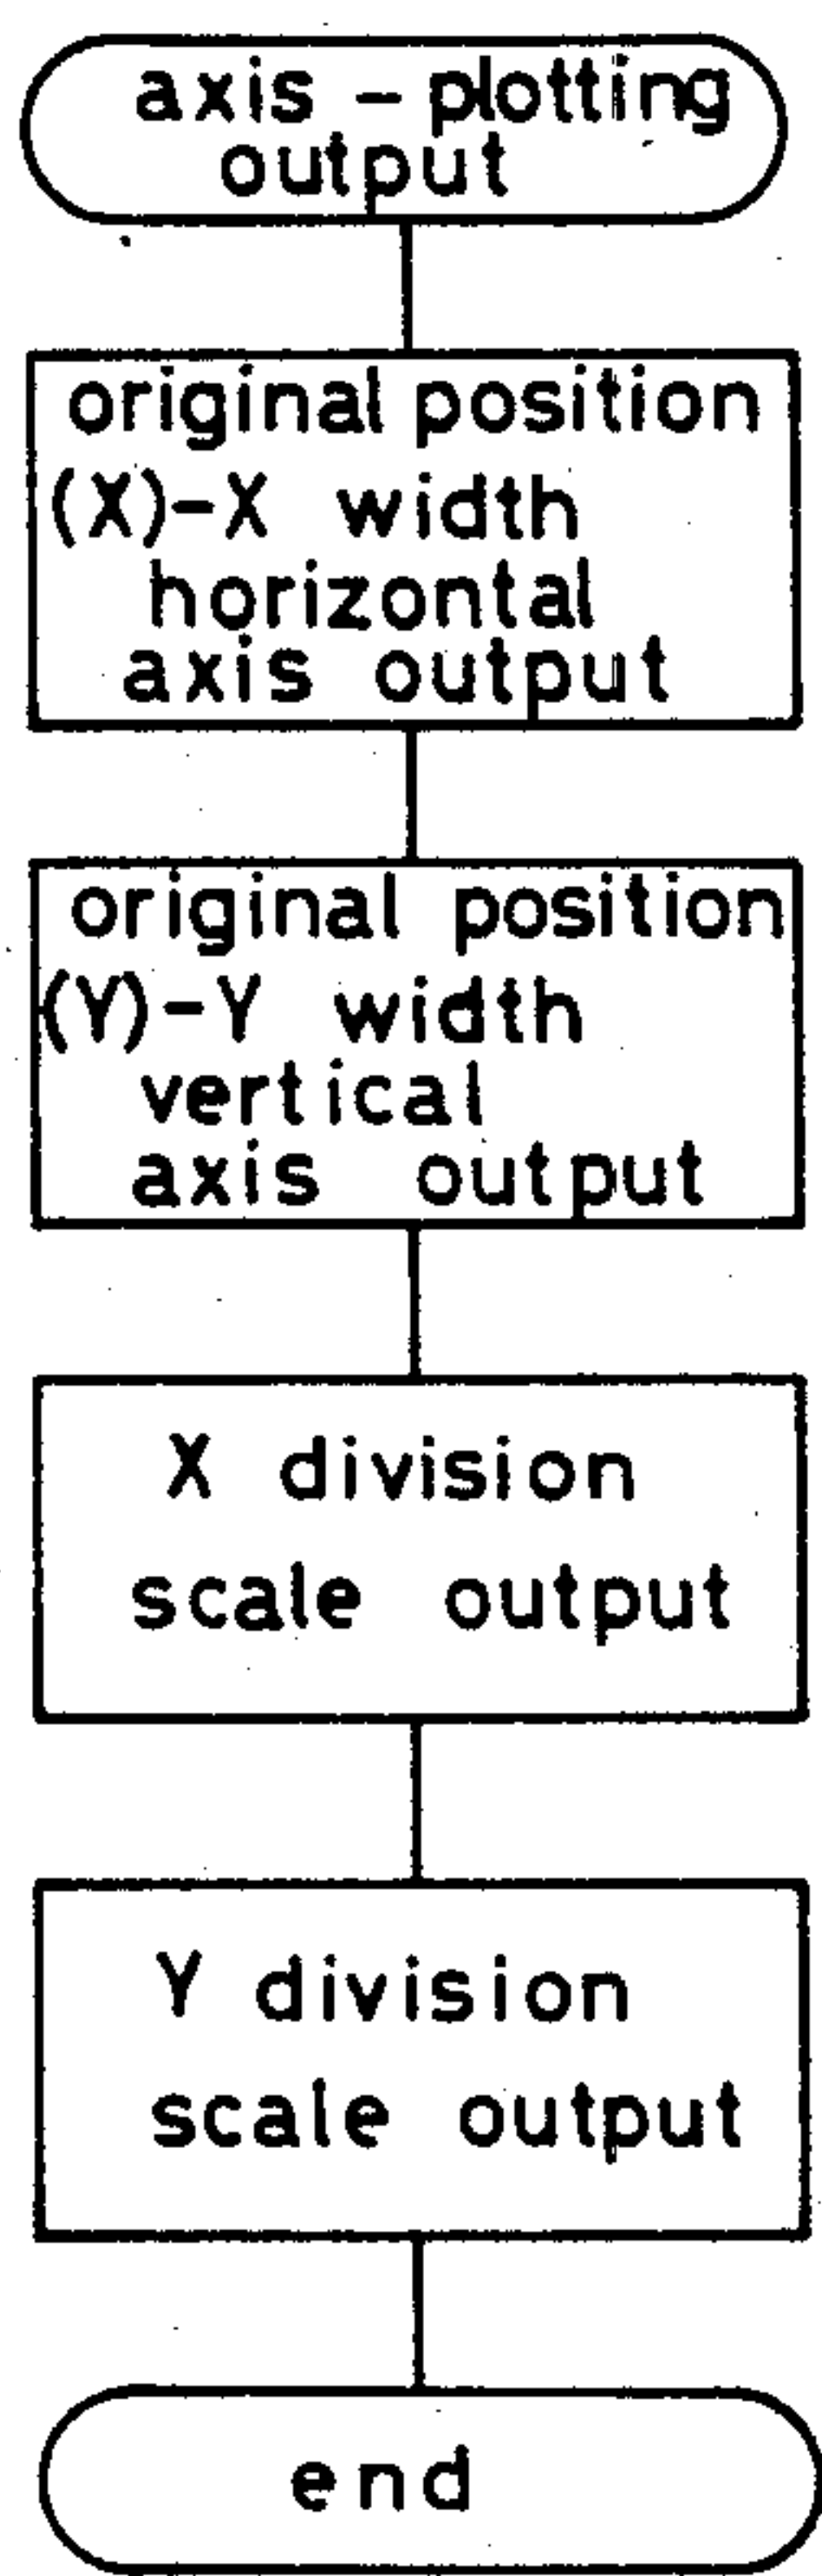 axis - plotting
output
original position
(X)-X width
horizontal
axis output
original position
(Y)-Y width
vertical
axis output
X division
scale output
Y division
scale output
end